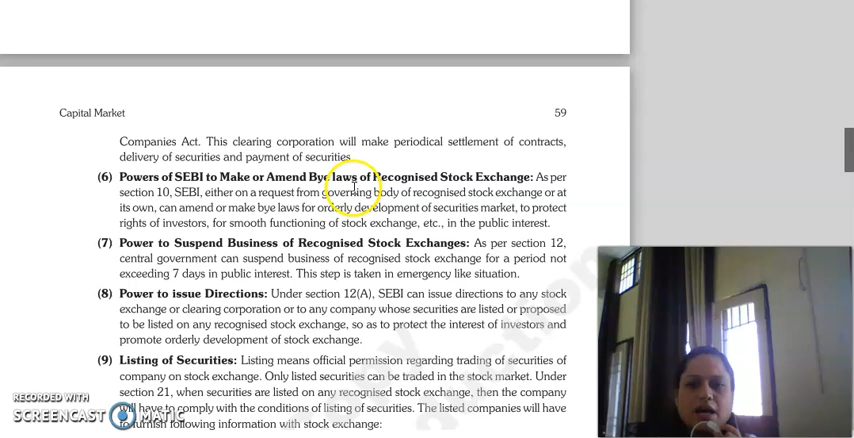 Capital Market 59
Companies Act. This clearing corporation will make periodical settlement of contracts,
delivery of securities and payment of securities.
(6) Powers of SEBI to Make or Amend Bye laws of Recognised Stock Exchange: As per
section 10, SEBI, either on a request from governing body of recognised stock exchange or at
its own, can amend or make bye laws for orderly development of securities market, to protect
rights of investors, for smooth functioning of stock exchange, etc., in the public interest.
(7) Power to Suspend Business of Recognised Stock Exchanges: As per section 12,
central government can suspend business of recognised stock exchange for a period not
exceeding 7 days in public interest. This step is taken in emergency like situation.
(8) Power to issue Directions: Under section 12(A), SEBI can issue directions to any stock
exchange or clearing corporation or to any company whose securities are listed or proposed
to be listed on any recognised stock exchange, so as to protect the interest of investors and
promote orderly development of stock exchange.
(9) Listing of Securities: Listing means official permission regarding trading of securities of
company on stock exchange. Only listed securities can be traded in the stock market. Under
section 21, when securities are listed on any recognised stock exchange, then the company
will have to comply with the conditions of listing of securities. The listed companies will have
to furnish following information with stock exchange:
RECORDED WITH
SCREENCAST MATIC